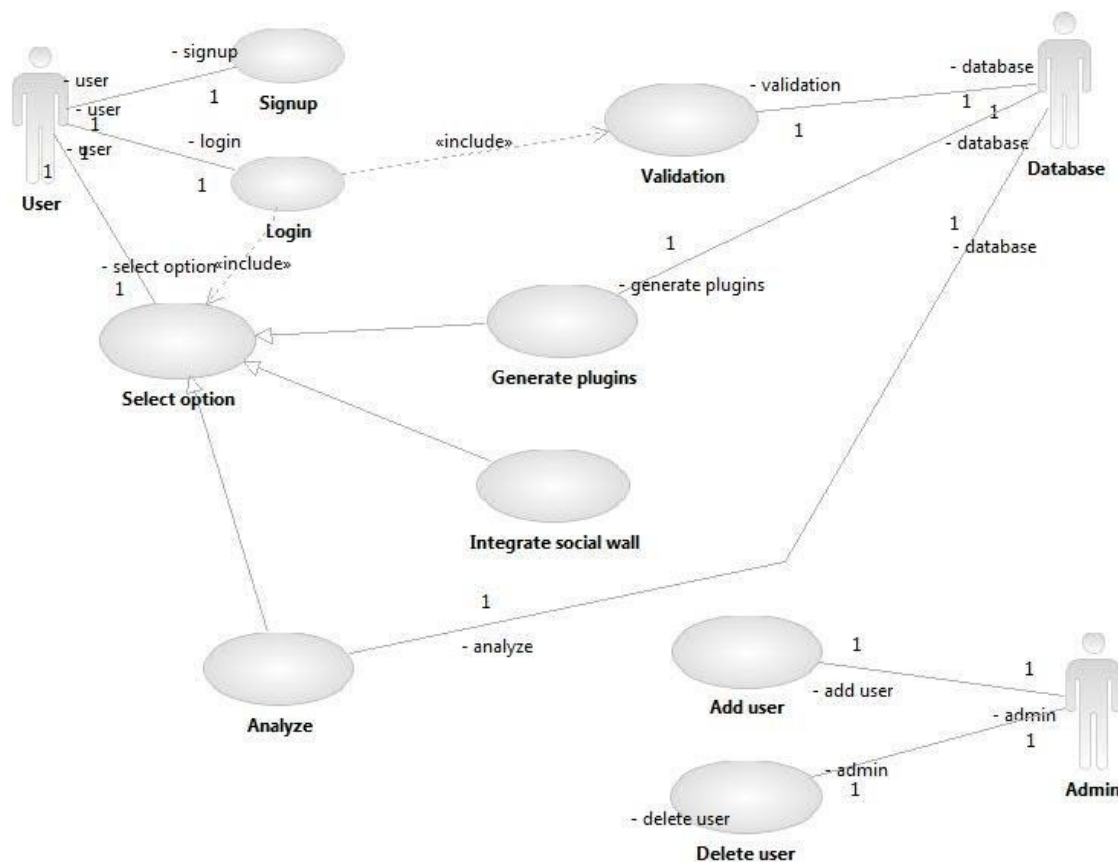 - signup
- user
1
Signup
- user
1
- login
- user
1
1
1
User
Login
«include»
- validation
1
Validation
- database
1
1
- database
Database
1
- database
- select option
«include»
1
Select option
1
- generate plugins
Generate plugins
Integrate social wall
1
- analyze
Analyze
1
- add user
Add user
1
- admin
1
- admin
1
Admin
- delete user
Delete user